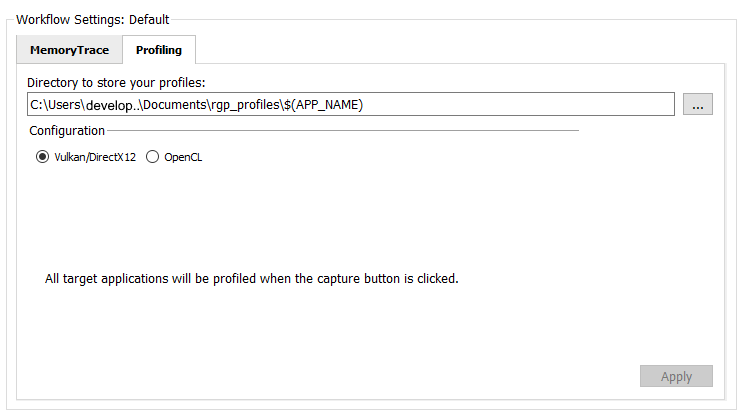 Workflow Settings: Default
MemoryTrace Profiling
Directory to store your profiles:
C:\Users\develop..\Documents\rgp_profiles\$(APP_NAME) ...
Configuration
Vulkan/DirectX12 OpenCL
All target applications will be profiled when the capture button is clicked.
Apply